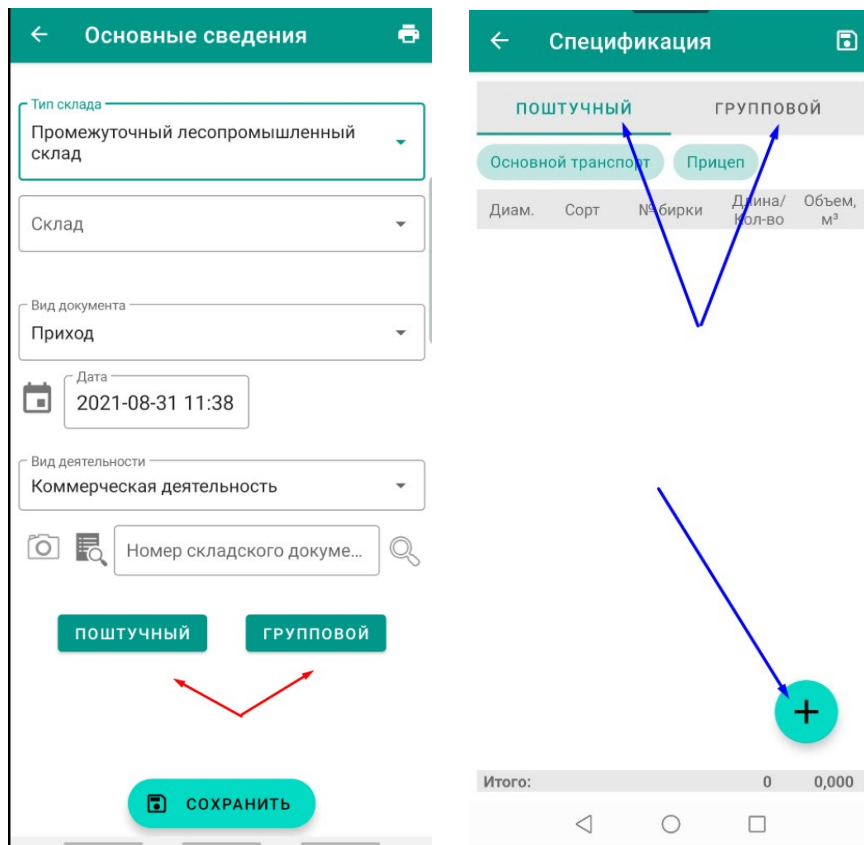 Основные сведения
Тип склада
Промежуточный лесопромышленный
склад
Склад
Вид документа
Приход
Дата
2021-08-31 11:38
Вид деятельности
Коммерческая деятельность
Номер складского докуме...
ПОШТУЧНЫЙ
ГРУППОВОЙ
СОХРАНИТЬ
Спецификация
ПОШТУЧНЫЙ
ГРУППОВОЙ
Основной транспорт
Прицеп
Диам.
Сорт
№ бирки
Длина/
Кол-во
Объем,
м³
Итого:
0
0,000